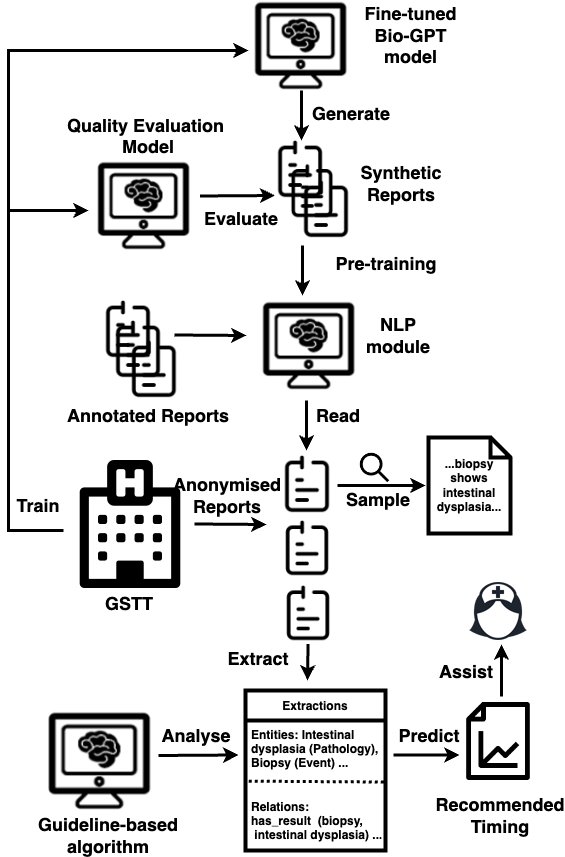 Fine-tuned
Bio-GPT
model
Generate
Quality Evaluation
Model
Evaluate
Synthetic
Reports
Pre-training
NLP
module
Annotated Reports
Read
Train
H
GSTT
Anonymised
Reports
Sample
...biopsy
shows
intestinal
dysplasia...
Extract
Assist
Extractions
Entities: Intestinal
dysplasia (Pathology),
Biopsy (Event) ...
Relations:
has_result (biopsy,
intestinal dysplasia) ...
Analyse
Predict
Guideline-based
algorithm
Recommended
Timing